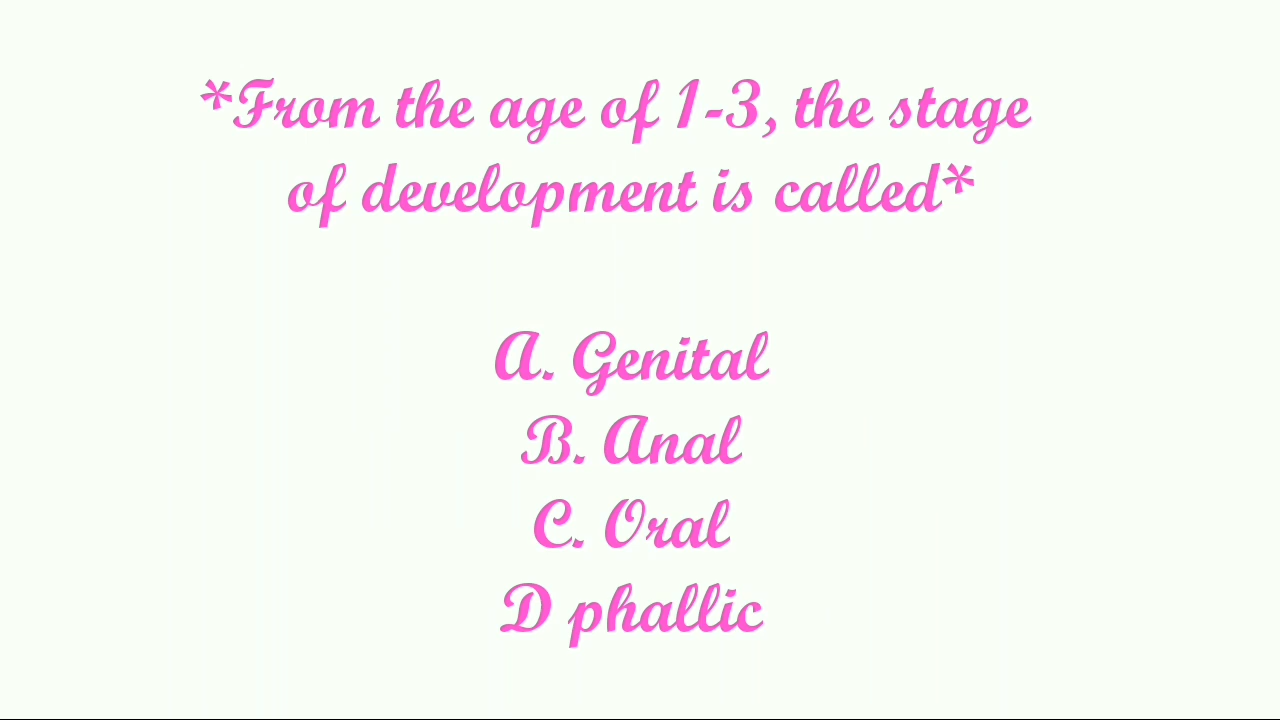 *From the age of 1-3, the stage
of development is called*
A. Genital
B. Anal
C. Oral
D phallic